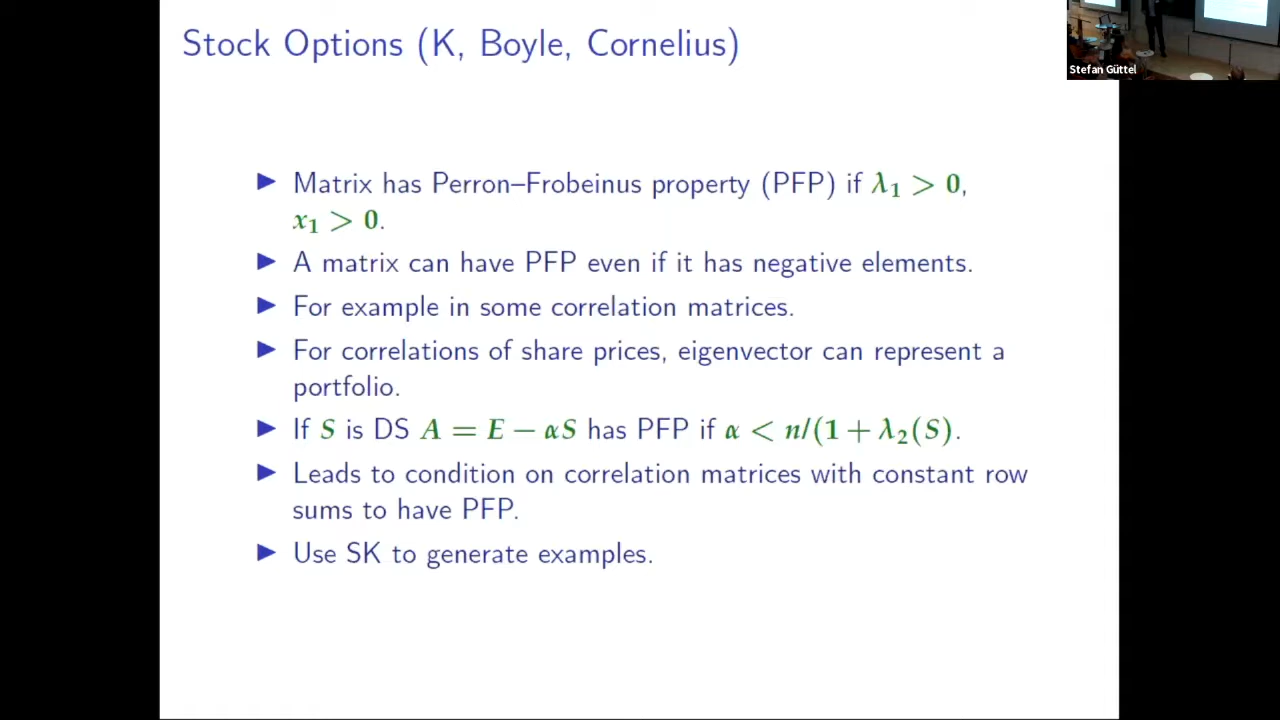 Stock Options (K, Boyle, Cornelius)
Stefan Güttel
▶ Matrix has Perron–Frobeinus property (PFP) if λ₁ > 0,
x₁ > 0.
▶ A matrix can have PFP even if it has negative elements.
▶ For example in some correlation matrices.
▶ For correlations of share prices, eigenvector can represent a
portfolio.
▶ If S is DS A = E − αS has PFP if α < n/(1 + λ₂(S).
▶ Leads to condition on correlation matrices with constant row
sums to have PFP.
▶ Use SK to generate examples.